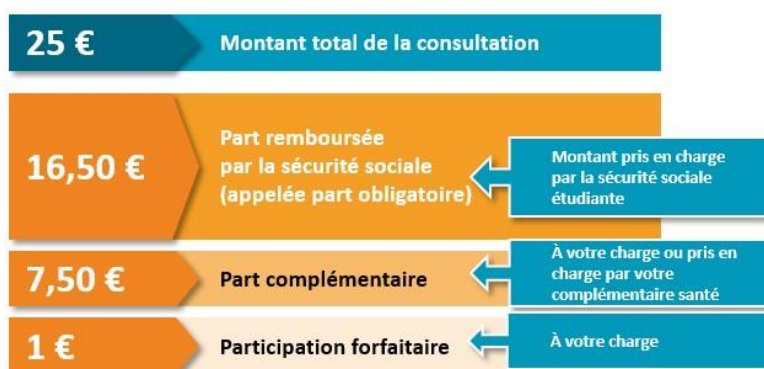 25 € Montant total de la consultation
16,50 € Part remboursée
par la sécurité sociale
(appelée part obligatoire)
Montant pris en charge
par la sécurité sociale
étudiante
7,50 € Part complémentaire
À votre charge ou pris en
charge par votre
complémentaire santé
1 € Participation forfaitaire
À votre charge